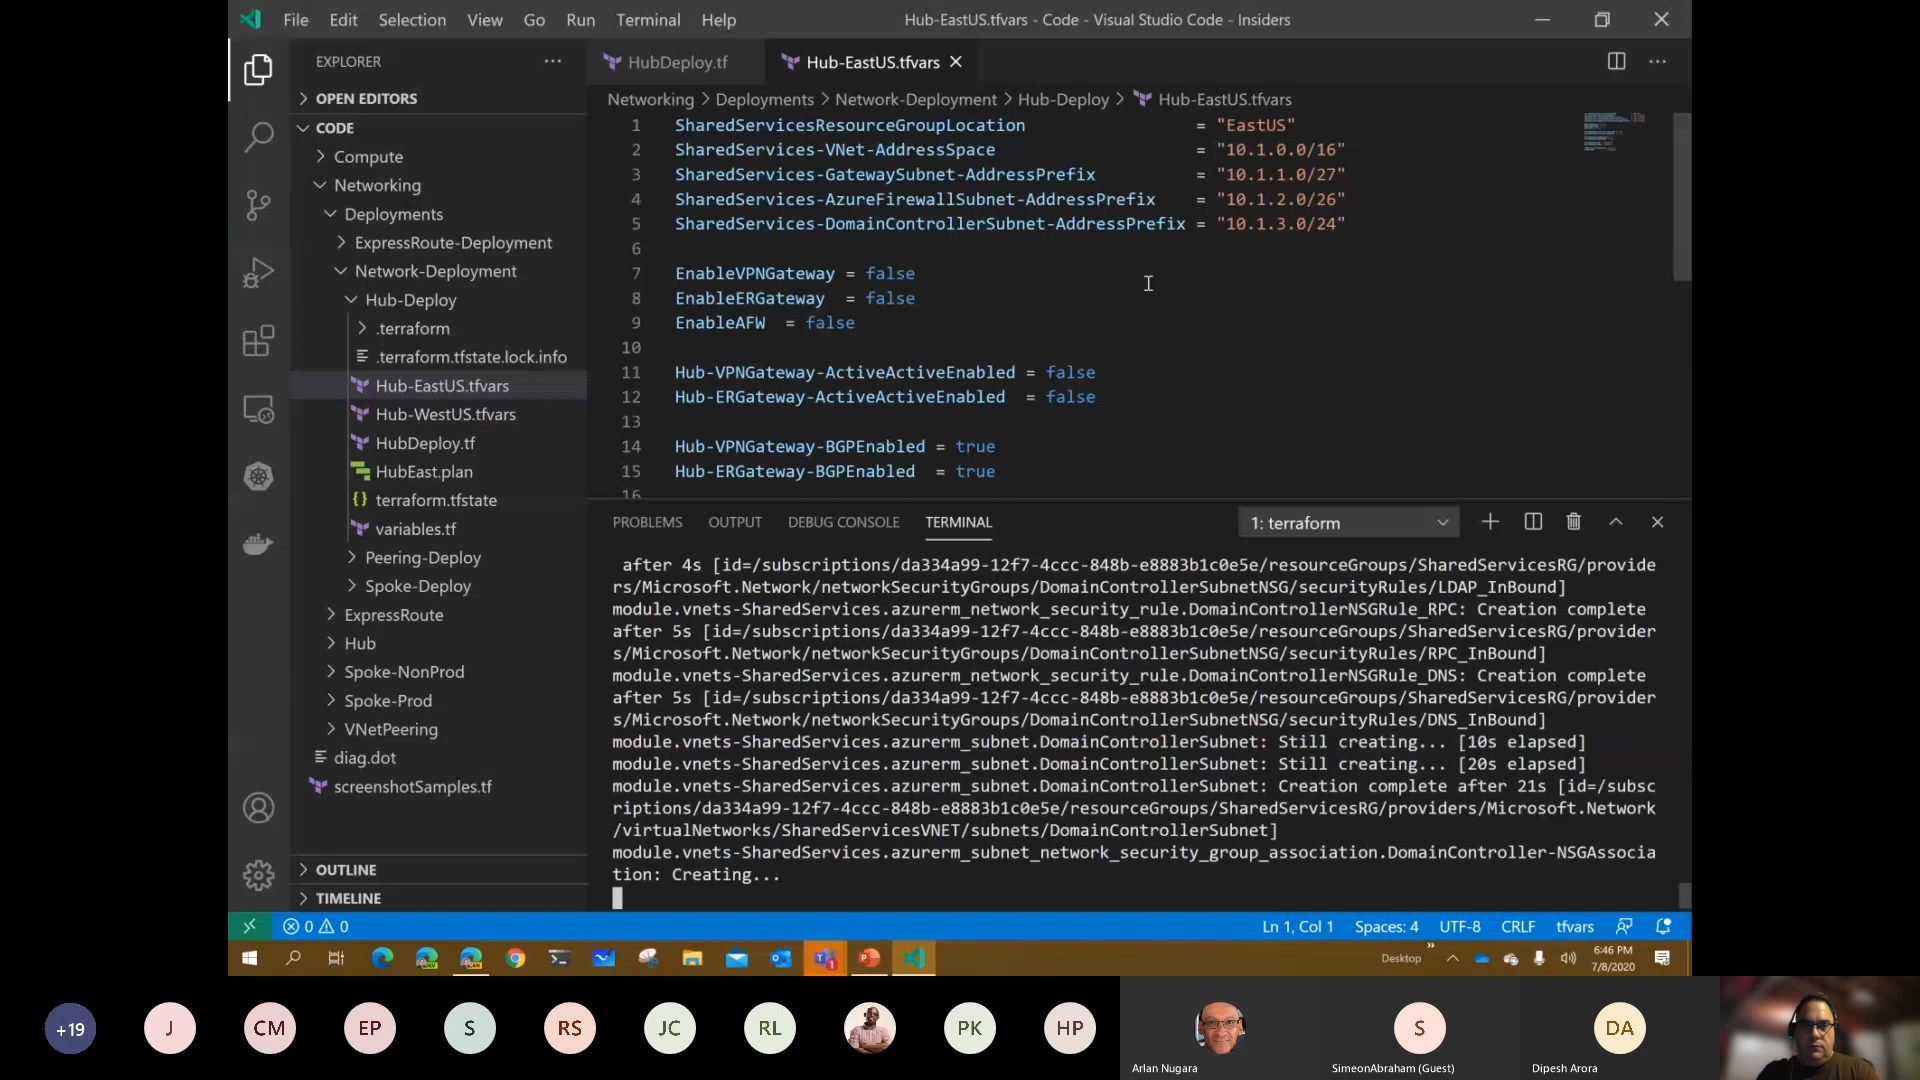 File Edit Selection View Go Run Terminal Help
Hub-EastUS.tfvars - Code - Visual Studio Code - Insiders
EXPLORER
OPEN EDITORS
CODE
Compute
Networking
Deployments
ExpressRoute-Deployment
Network-Deployment
Hub-Deploy
.terraform
.terraform.tfstate.lock.info
Hub-EastUS.tfvars
Hub-WestUS.tfvars
HubDeploy.tf
HubEast.plan
terraform.tfstate
variables.tf
Peering-Deploy
Spoke-Deploy
ExpressRoute
Hub
Spoke-NonProd
Spoke-Prod
VNetPeering
diag.dot
screenshotSamples.tf
OUTLINE
TIMELINE
HubDeploy.tf Hub-EastUS.tfvars
Networking > Deployments > Network-Deployment > Hub-Deploy > Hub-EastUS.tfvars
1 SharedServicesResourceGroupLocation = "EastUS"
2 SharedServices-VNet-AddressSpace = "10.1.0.0/16"
3 SharedServices-GatewaySubnet-AddressPrefix = "10.1.1.0/27"
4 SharedServices-AzureFirewallSubnet-AddressPrefix = "10.1.2.0/26"
5 SharedServices-DomainControllerSubnet-AddressPrefix = "10.1.3.0/24"
6
7 EnableVPNGateway = false
8 EnableERGateway = false
9 EnableAFW = false
10
11 Hub-VPNGateway-ActiveActiveEnabled = false
12 Hub-ERGateway-ActiveActiveEnabled = false
13
14 Hub-VPNGateway-BGPEnabled = true
15 Hub-ERGateway-BGPEnabled = true
16
PROBLEMS OUTPUT DEBUG CONSOLE TERMINAL
1: terraform
after 4s [id=/subscriptions/da334a99-12f7-4ccc-848b-e8883b1c0e5e/resourceGroups/SharedServicesRG/provide
rs/Microsoft.Network/networkSecurityGroups/DomainControllerSubnetNSG/securityRules/LDAP_InBound]
module.vnets-SharedServices.azurerm_network_security_rule.DomainControllerNSGRule_RPC: Creation complete
after 5s [id=/subscriptions/da334a99-12f7-4ccc-848b-e8883b1c0e5e/resourceGroups/SharedServicesRG/provider
s/Microsoft.Network/networkSecurityGroups/DomainControllerSubnetNSG/securityRules/RPC_InBound]
module.vnets-SharedServices.azurerm_network_security_rule.DomainControllerNSGRule_DNS: Creation complete
after 5s [id=/subscriptions/da334a99-12f7-4ccc-848b-e8883b1c0e5e/resourceGroups/SharedServicesRG/provider
s/Microsoft.Network/networkSecurityGroups/DomainControllerSubnetNSG/securityRules/DNS_InBound]
module.vnets-SharedServices.azurerm_subnet.DomainControllerSubnet: Still creating... [10s elapsed]
module.vnets-SharedServices.azurerm_subnet.DomainControllerSubnet: Still creating... [20s elapsed]
module.vnets-SharedServices.azurerm_subnet.DomainControllerSubnet: Creation complete after 21s [id=/subsc
riptions/da334a99-12f7-4ccc-848b-e8883b1c0e5e/resourceGroups/SharedServicesRG/providers/Microsoft.Network
/virtualNetworks/SharedServicesVNET/subnets/DomainControllerSubnet]
module.vnets-SharedServices.azurerm_subnet_network_security_group_association.DomainController-NSGAssocia
tion: Creating...
0 0
Ln 1, Col 1 Spaces: 4 UTF-8 CRLF tfvars
Desktop
6:46 PM
7/8/2020
+19 J CM EP S RS JC RL PK HP S DA
Arlan Nugara SimeonAbraham (Guest) Dipesh Arora